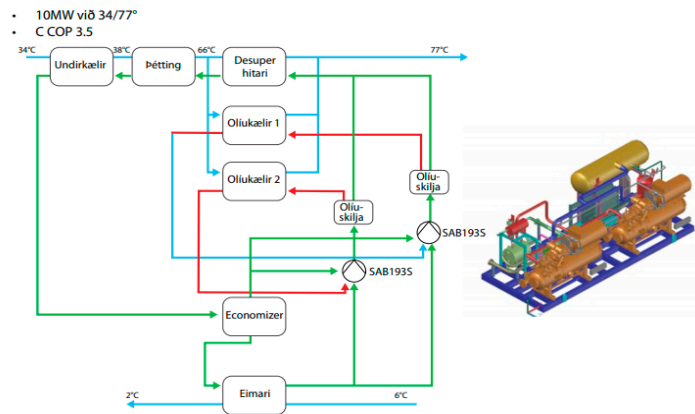 • 10MW við 34/77°
• C COP 3.5
34°C
38°C
66°C
77°C
Undirkælir
Þétting
Desuper
hitari
Olíukælir 1
Olíukælir 2
Olíu-
skilja
Olíu-
skilja
SAB193S
SAB193S
Economizer
Eimari
2°C
6°C